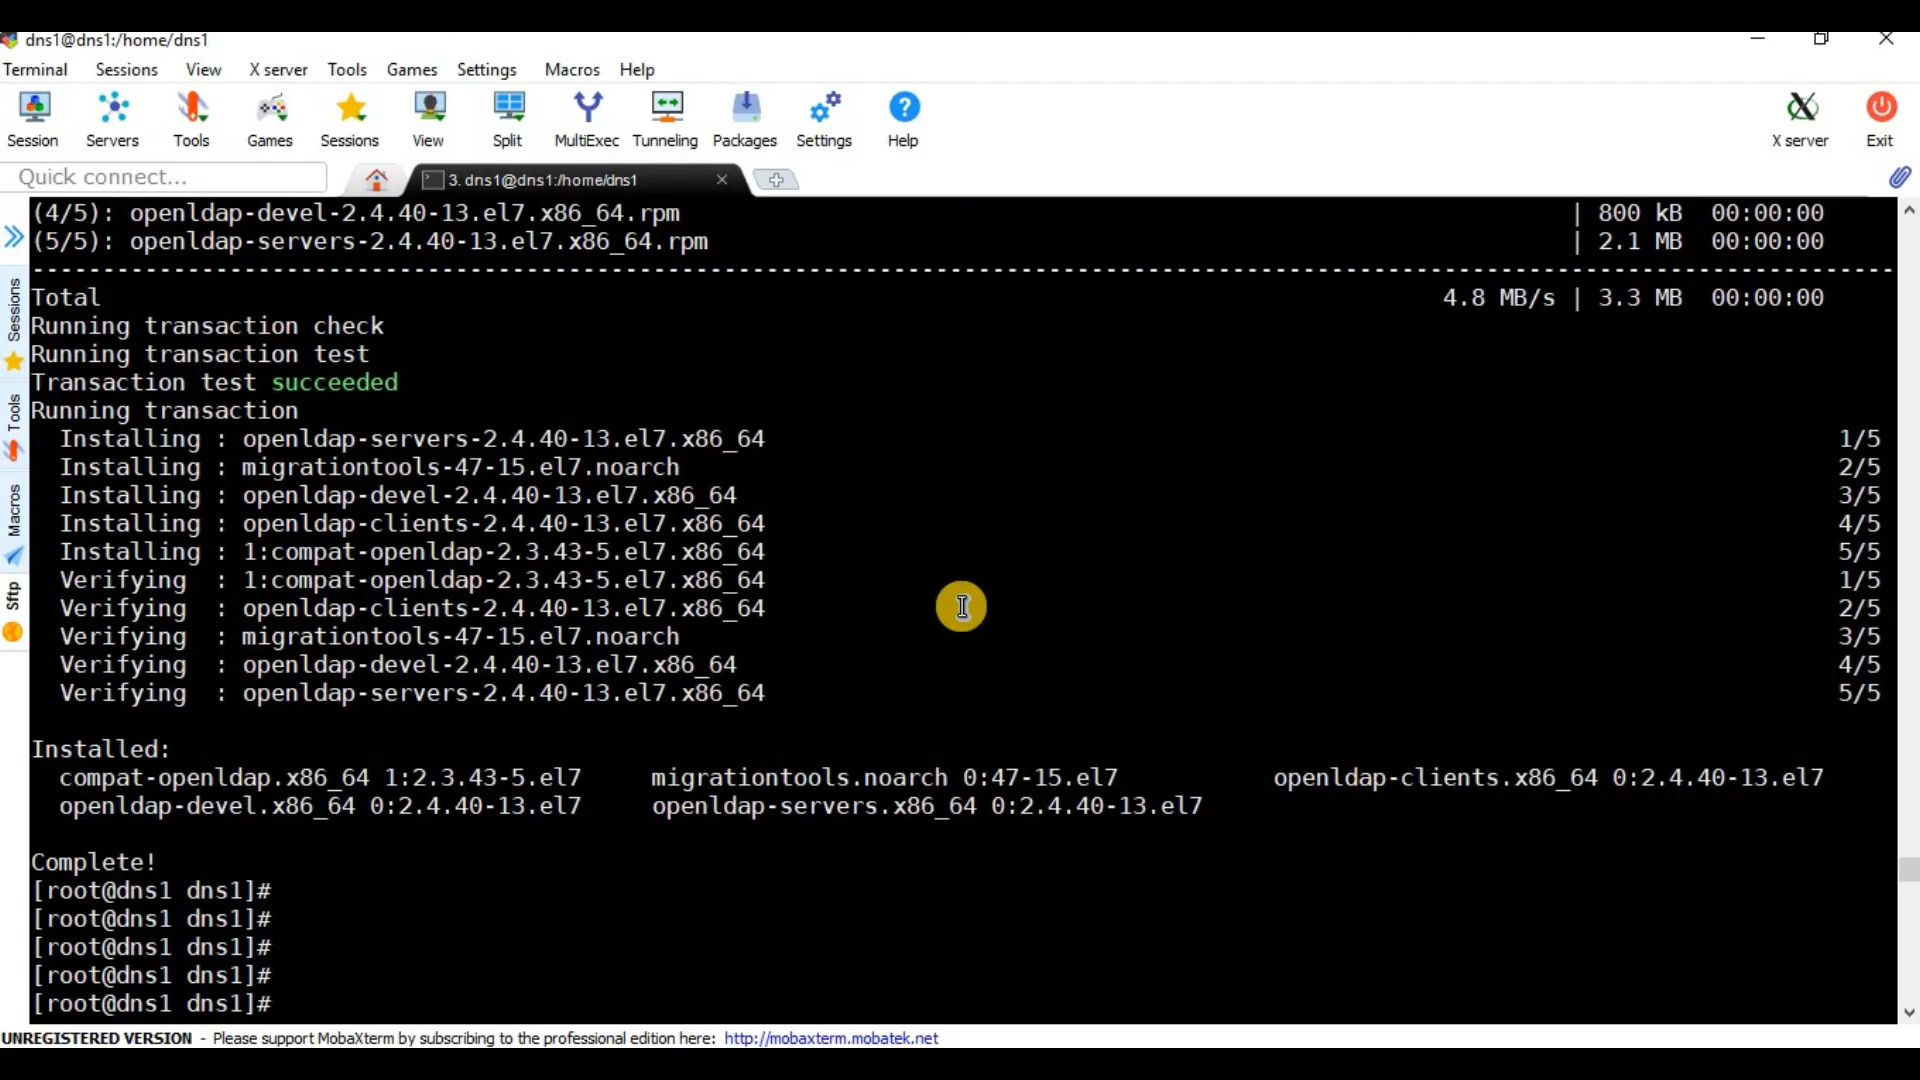 dns1@dns1:/home/dns1
Terminal Sessions View X server Tools Games Settings Macros Help
Session Servers Tools Games Sessions View Split MultiExec Tunneling Packages Settings Help X server Exit
Quick connect... 3. dns1@dns1:/home/dns1
(4/5): openldap-devel-2.4.40-13.el7.x86_64.rpm | 800 kB 00:00:00
(5/5): openldap-servers-2.4.40-13.el7.x86_64.rpm | 2.1 MB 00:00:00
--------------------------------------------------------------------------------
Total 4.8 MB/s | 3.3 MB 00:00:00
Running transaction check
Running transaction test
Transaction test succeeded
Running transaction
Installing : openldap-servers-2.4.40-13.el7.x86_64 1/5
Installing : migrationtools-47-15.el7.noarch 2/5
Installing : openldap-devel-2.4.40-13.el7.x86_64 3/5
Installing : openldap-clients-2.4.40-13.el7.x86_64 4/5
Installing : 1:compat-openldap-2.3.43-5.el7.x86_64 5/5
Verifying : 1:compat-openldap-2.3.43-5.el7.x86_64 1/5
Verifying : openldap-clients-2.4.40-13.el7.x86_64 2/5
Verifying : migrationtools-47-15.el7.noarch 3/5
Verifying : openldap-devel-2.4.40-13.el7.x86_64 4/5
Verifying : openldap-servers-2.4.40-13.el7.x86_64 5/5
Installed:
compat-openldap.x86_64 1:2.3.43-5.el7 migrationtools.noarch 0:47-15.el7 openldap-clients.x86_64 0:2.4.40-13.el7
openldap-devel.x86_64 0:2.4.40-13.el7 openldap-servers.x86_64 0:2.4.40-13.el7
Complete!
[root@dns1 dns1]#
[root@dns1 dns1]#
[root@dns1 dns1]#
[root@dns1 dns1]#
[root@dns1 dns1]#
Sessions
Tools
Macros
Sftp
UNREGISTERED VERSION - Please support MobaXterm by subscribing to the professional edition here: http://mobaxterm.mobatek.net